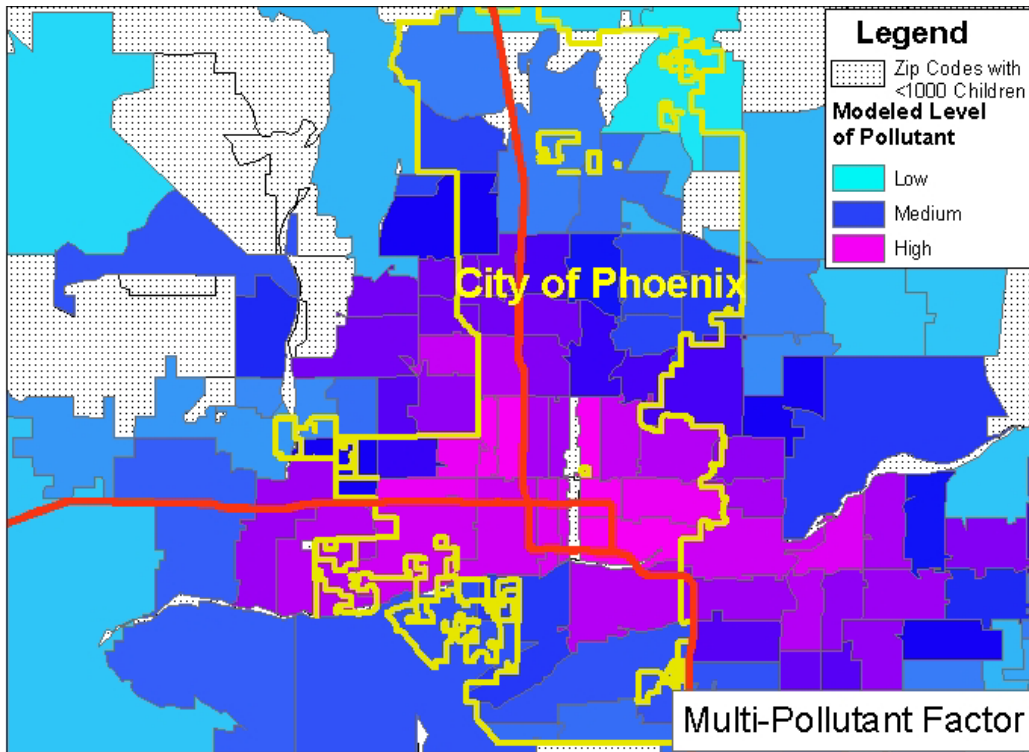 Legend
Zip Codes with
<1000 Children
Modeled Level
of Pollutant
Low
Medium
High
City of Phoenix
Multi-Pollutant Factor